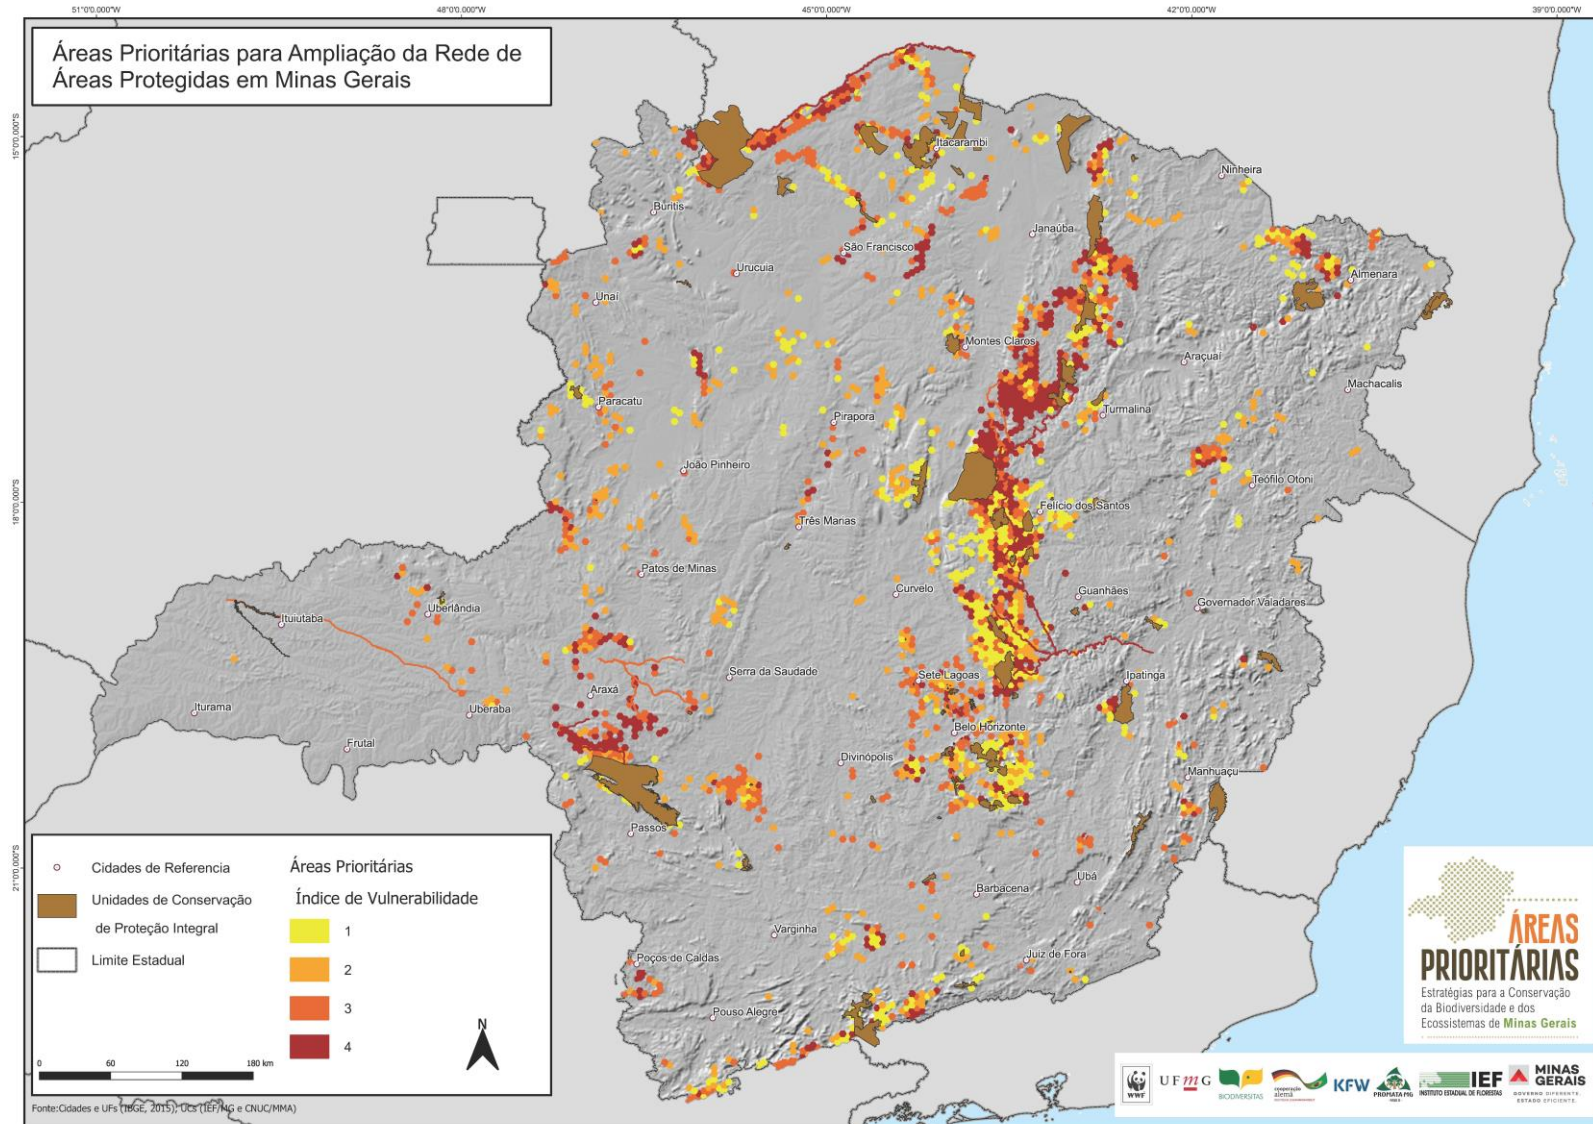 51°0'0.000"W
48°0'0.000"W
45°0'0.000"W
42°0'0.000"W
39°0'0.000"W
Áreas Prioritárias para Ampliação da Rede de
Áreas Protegidas em Minas Gerais
15°0'0.000"S
18°0'0.000"S
21°0'0.000"S
Itacarambi
Ninheira
Buritis
Janaúba
São Francisco
Urucuia
Almenara
Unaí
Montes Claros
Araçuaí
Machacalis
Paracatu
Turmalina
Pirapora
João Pinheiro
Teófilo Otoni
Felício dos Santos
Três Marias
Patos de Minas
Curvelo
Guanhães
Governador Valadares
Uberlândia
Ituiutaba
Serra da Saudade
Sete Lagoas
Ipatinga
Araxá
Iturama
Uberaba
Belo Horizonte
Frutal
Divinópolis
Manhuaçu
Passos
Ubá
Barbacena
Varginha
Poços de Caldas
Juiz de Fora
Pouso Alegre
Cidades de Referencia
Unidades de Conservação
de Proteção Integral
Limite Estadual
Áreas Prioritárias
Índice de Vulnerabilidade
1
2
3
4
N
0 60 120 180 km
Fonte:Cidades e UFs (IBGE, 2015); UCs (IEF/MG e CNUC/MMA)
ÁREAS
PRIORITÁRIAS
Estratégias para a Conservação
da Biodiversidade e dos
Ecossistemas de Minas Gerais
WWF
UFmG
BIODIVERSITAS
cooperação
alemã
KFW
PROMATA MG
IEF
INSTITUTO ESTADUAL DE FLORESTAS
MINAS
GERAIS
GOVERNO DIFERENTE.
ESTADO EFICIENTE.